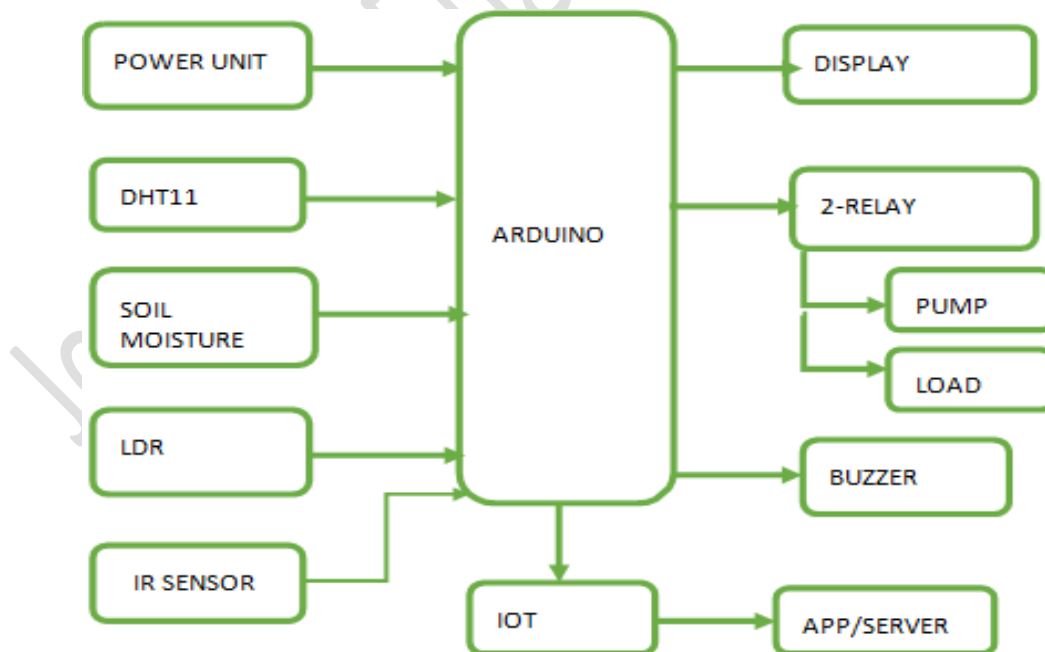 POWER UNIT
DISPLAY
DHT11
2-RELAY
ARDUINO
SOIL
MOISTURE
PUMP
LOAD
LDR
BUZZER
IR SENSOR
IOT
APP/SERVER